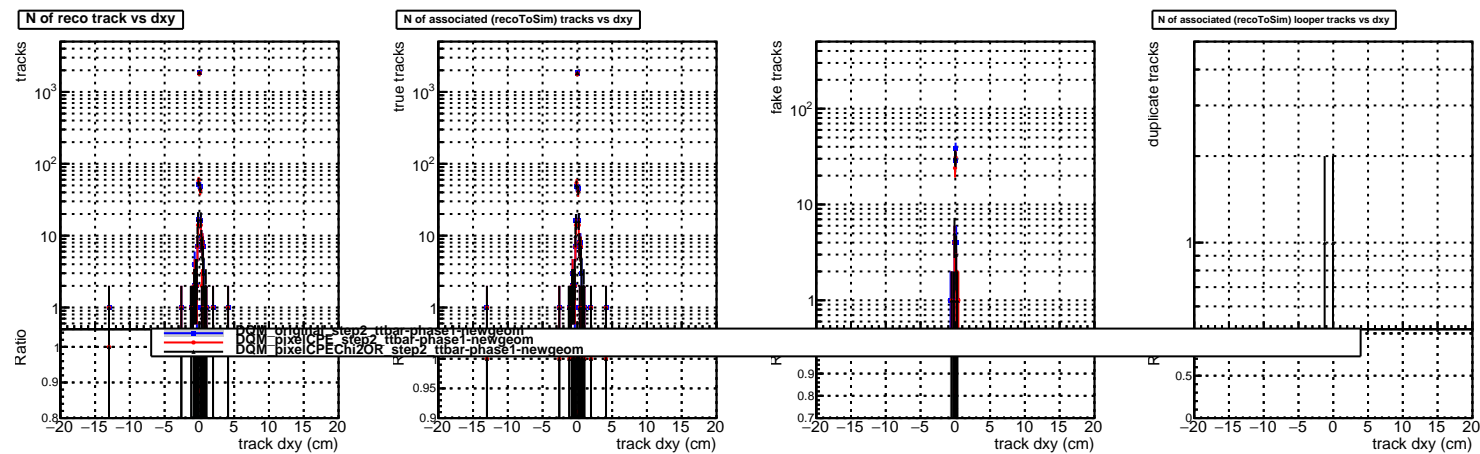 N of reco track vs dxy
tracks
10³
10²
10
1
Ratio
1
0.9
0.8
−20 −15 −10 −5 0 5 10 15 20
track dxy (cm)
N of associated (recoToSim) tracks vs dxy
true tracks
10³
10²
10
1
0.95
0.9
−20 −15 −10 −5 0 5 10 15 20
track dxy (cm)
fake tracks
10²
10
1
0.9
0.8
0.7
−20 −15 −10 −5 0 5 10 15 20
track dxy (cm)
N of associated (recoToSim) looper tracks vs dxy
duplicate tracks
1
0.5
0
−20 −15 −10 −5 0 5 10 15 20
track dxy (cm)
DQM_original_step2_ttbar-phase1-newgeom
DQM_pixelCPE_step2_ttbar-phase1-newgeom
DQM_pixelCPEChi2OR_step2_ttbar-phase1-newgeom